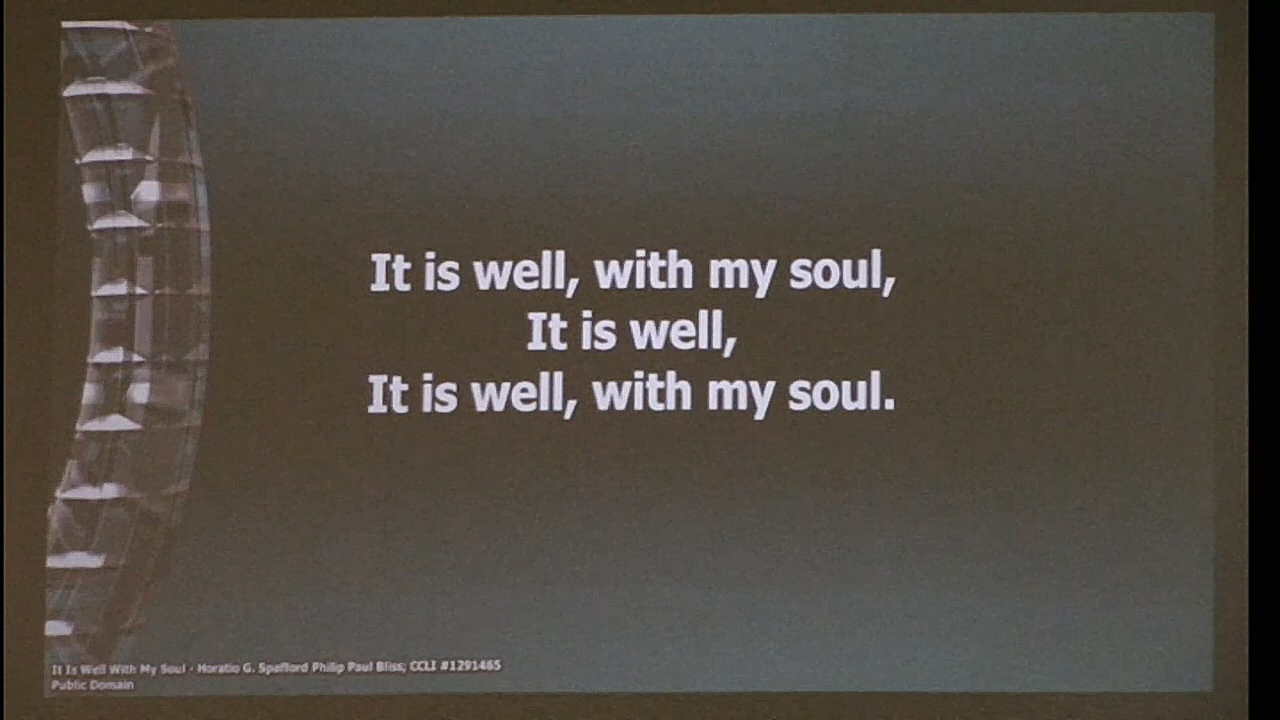 It is well, with my soul,
It is well,
It is well, with my soul.
It Is Well With My Soul - Horatio G. Spafford Philip Paul Bliss; CCLI #1291465
Public Domain